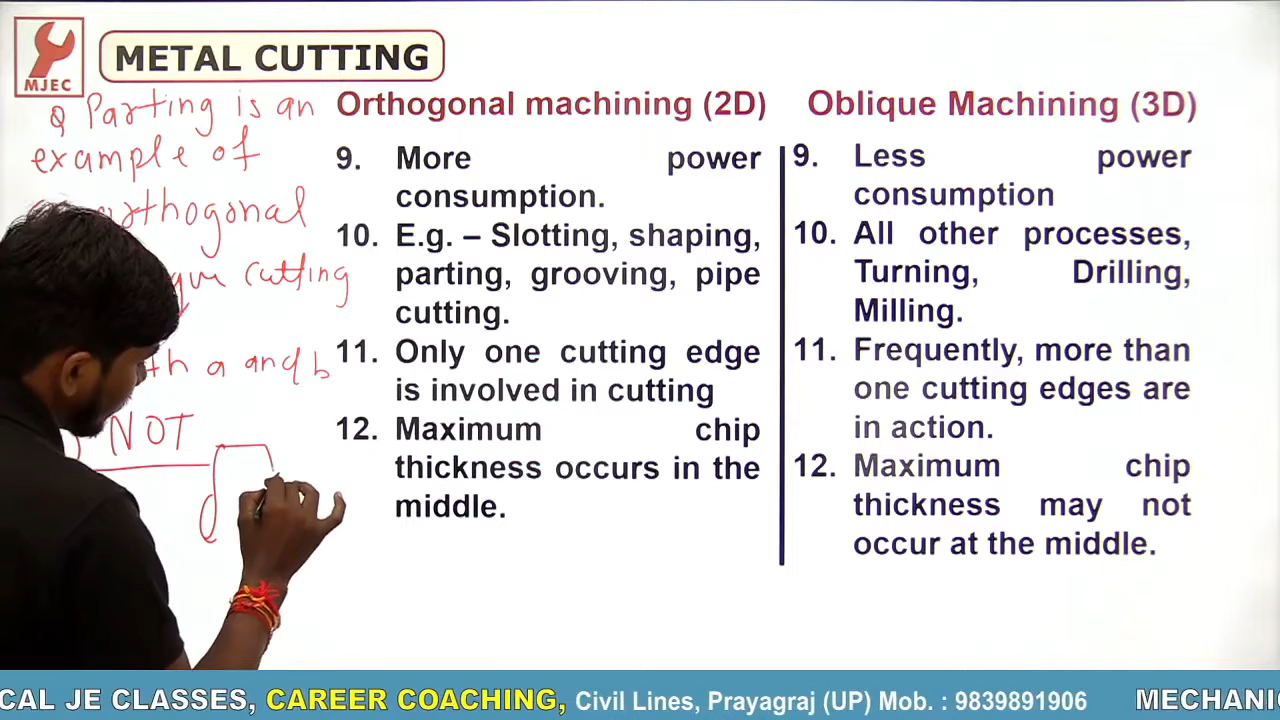 MJEC
METAL CUTTING
Q Parting is an
example of
orthogonal
cutting
a and b
NOT
Orthogonal machining (2D)
9. More power
consumption.
10. E.g. – Slotting, shaping,
parting, grooving, pipe
cutting.
11. Only one cutting edge
is involved in cutting
12. Maximum chip
thickness occurs in the
middle.
Oblique Machining (3D)
9. Less power
consumption
10. All other processes,
Turning, Drilling,
Milling.
11. Frequently, more than
one cutting edges are
in action.
12. Maximum chip
thickness may not
occur at the middle.
CAL JE CLASSES, CAREER COACHING, Civil Lines, Prayagraj (UP) Mob. : 9839891906 MECHANI